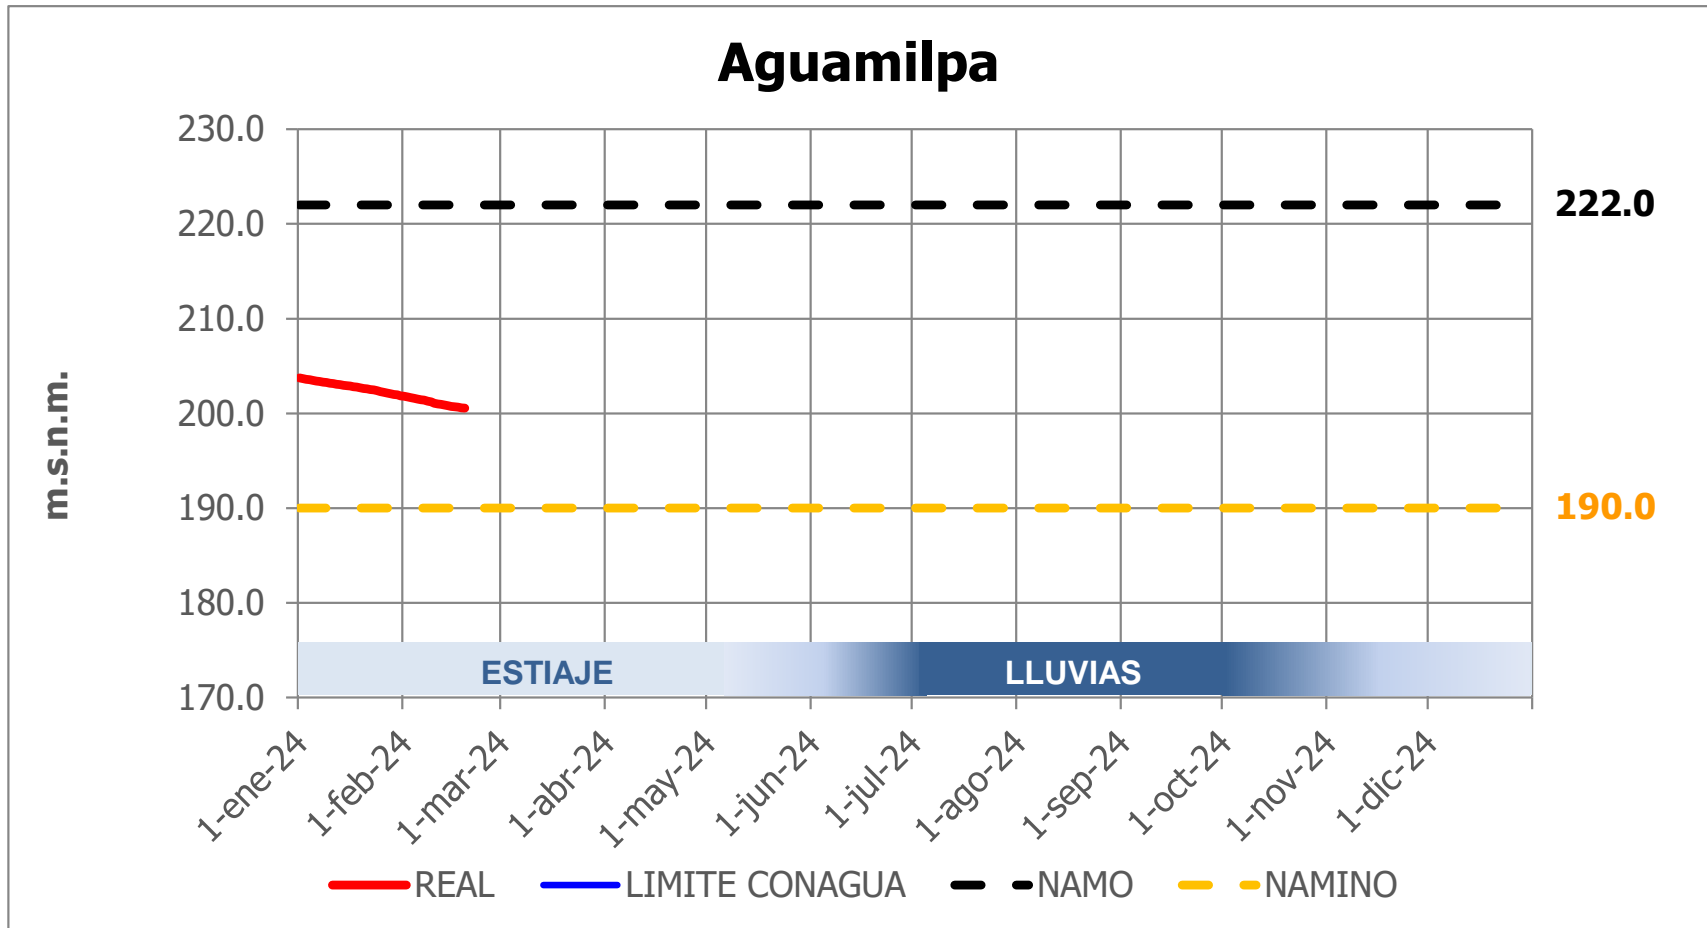 Aguamilpa
230.0
220.0
210.0
200.0
190.0
180.0
170.0
m.s.n.m.
222.0
190.0
ESTIAJE
LLUVIAS
1-ene-24
1-feb-24
1-mar-24
1-abr-24
1-may-24
1-jun-24
1-jul-24
1-ago-24
1-sep-24
1-oct-24
1-nov-24
1-dic-24
REAL
LIMITE CONAGUA
NAMO
NAMINO